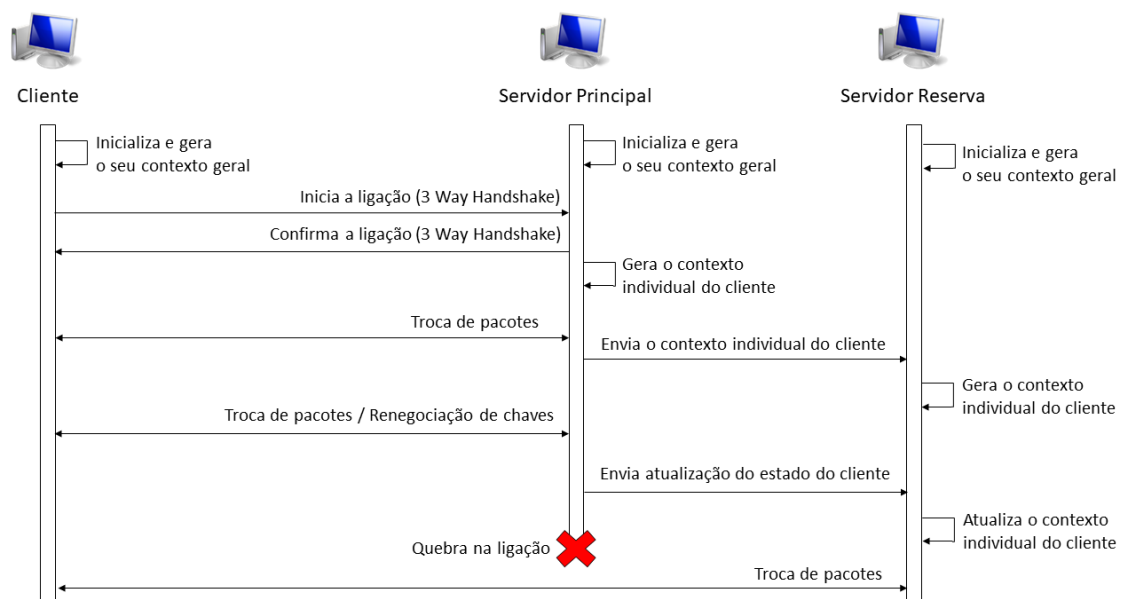 Cliente
Servidor Principal
Servidor Reserva
Inicializa e gera
o seu contexto geral
Inicializa e gera
o seu contexto geral
Inicializa e gera
o seu contexto geral
Inicia a ligação (3 Way Handshake)
Confirma a ligação (3 Way Handshake)
Gera o contexto
individual do cliente
Troca de pacotes
Envia o contexto individual do cliente
Gera o contexto
individual do cliente
Troca de pacotes / Renegociação de chaves
Envia atualização do estado do cliente
Atualiza o contexto
individual do cliente
Quebra na ligação
Troca de pacotes